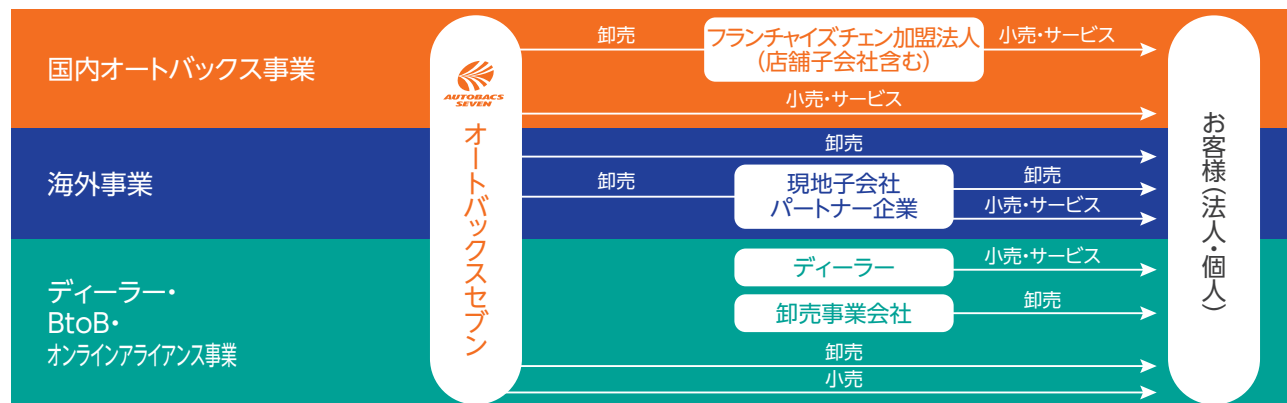 国内オートバックス事業
AUTOBACS
SEVEN
オートバックスセブン
卸売
フランチャイズチェン加盟法人
(店舗子会社含む)
小売・サービス
小売・サービス
海外事業
卸売
卸売
現地子会社
パートナー企業
卸売
小売・サービス
ディーラー・
BtoB・
オンラインアライアンス事業
ディーラー
小売・サービス
卸売事業会社
卸売
卸売
小売
お客様(法人・個人)